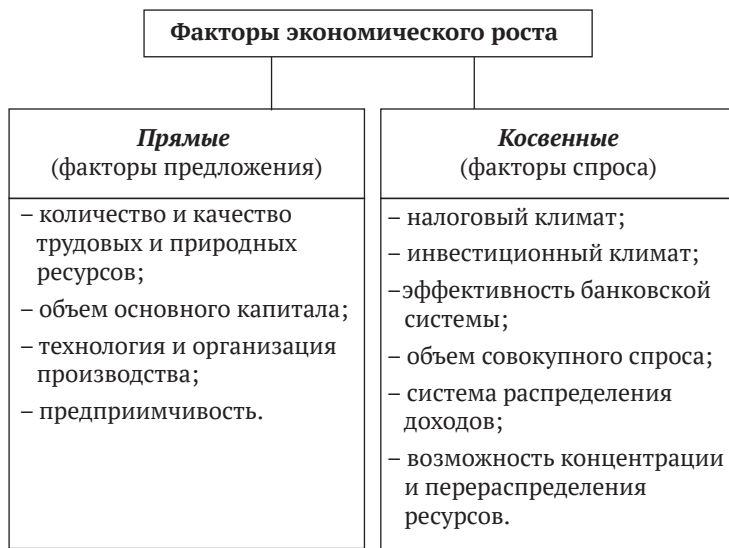 Факторы экономического роста
Прямые
(факторы предложения)
– количество и качество
трудовых и природных
ресурсов;
– объем основного капитала;
– технология и организация
производства;
– предприимчивость.
Косвенные
(факторы спроса)
– налоговый климат;
– инвестиционный климат;
–эффективность банковской
системы;
– объем совокупного спроса;
– система распределения
доходов;
– возможность концентрации
и перераспределения
ресурсов.